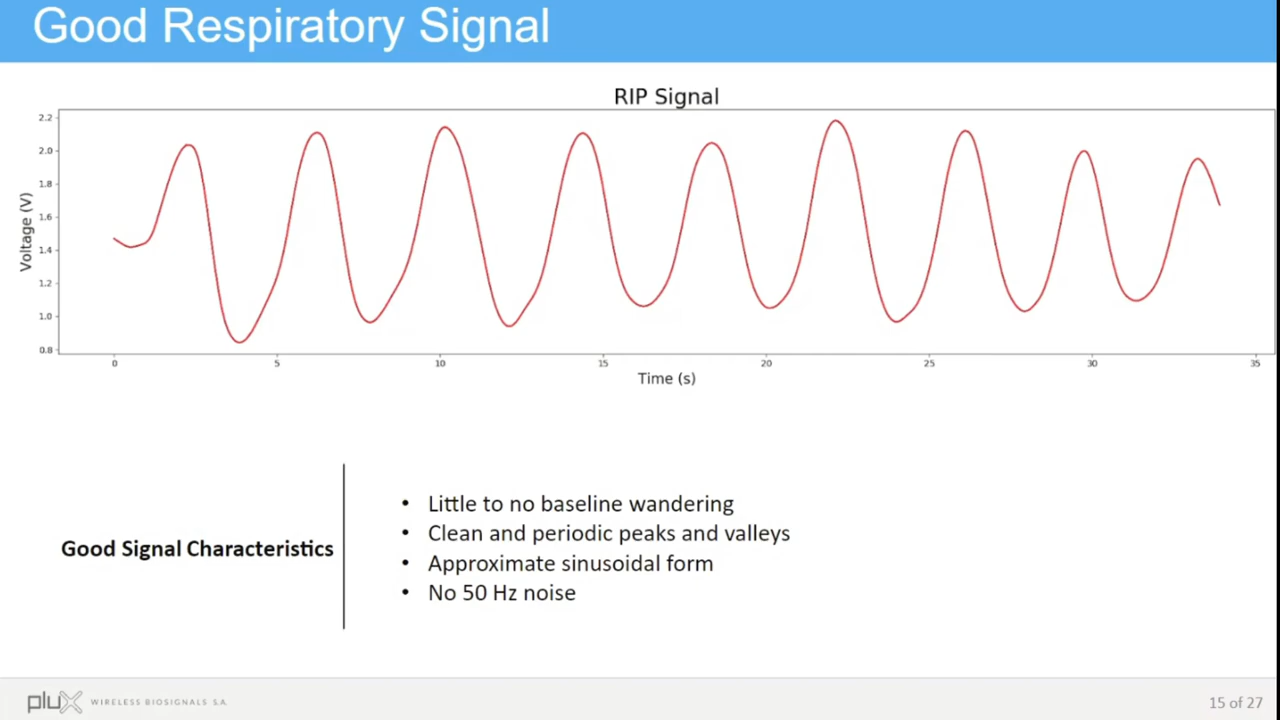 Good Respiratory Signal
RIP Signal
Voltage (V)
2.2
2.0
1.8
1.6
1.4
1.2
1.0
0.8
0 5 10 15 20 25 30 35
Time (s)
Good Signal Characteristics
• Little to no baseline wandering
• Clean and periodic peaks and valleys
• Approximate sinusoidal form
• No 50 Hz noise
plux WIRELESS BIOSIGNALS S.A.
15 of 27